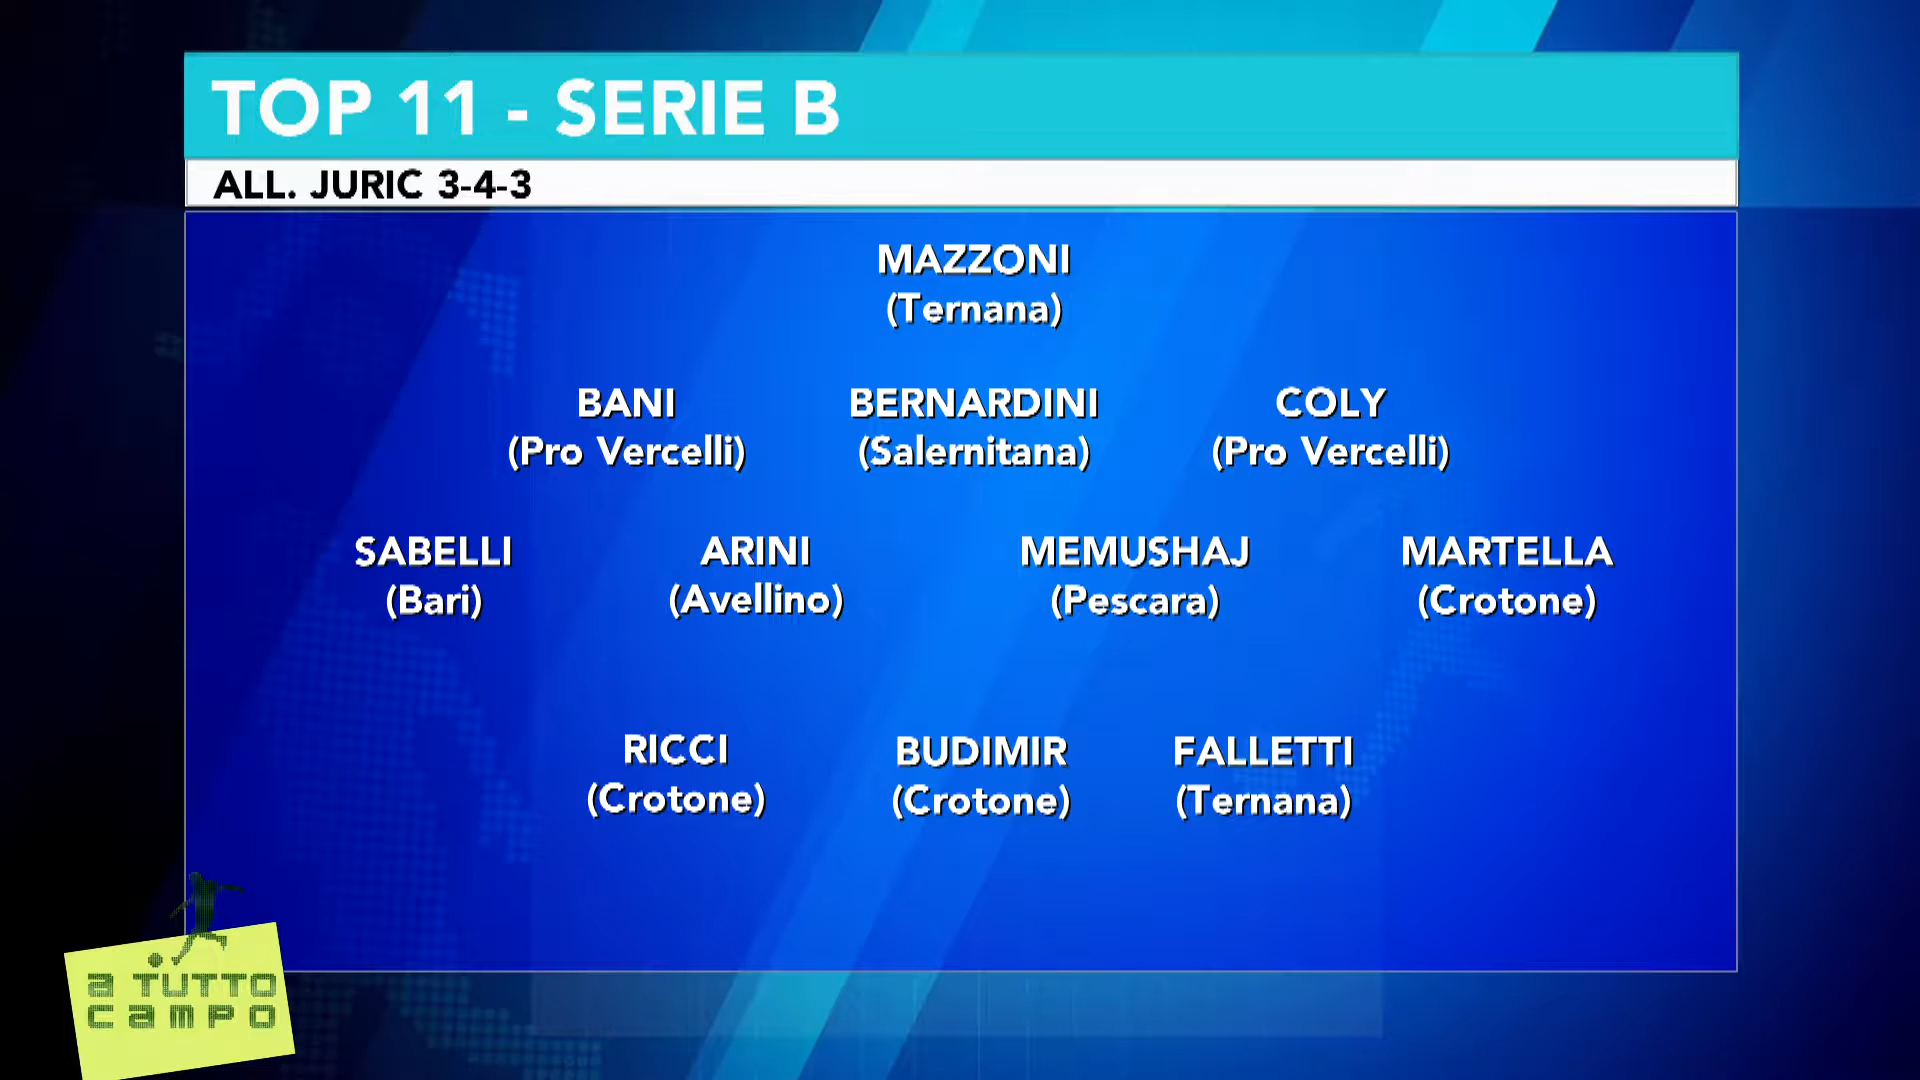 TOP 11 - SERIE B
ALL. JURIC 3-4-3
MAZZONI
(Ternana)
BANI BERNARDINI COLY
(Pro Vercelli) (Salernitana) (Pro Vercelli)
SABELLI ARINI MEMUSHAJ MARTELLA
(Bari) (Avellino) (Pescara) (Crotone)
RICCI BUDIMIR FALLETTI
(Crotone) (Crotone) (Ternana)
a TUTTO
campo